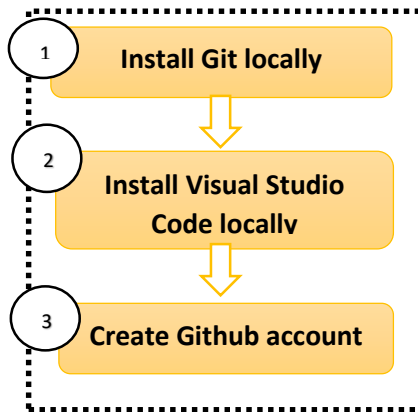 1
Install Git locally
2
Install Visual Studio
Code locally
3
Create Github account